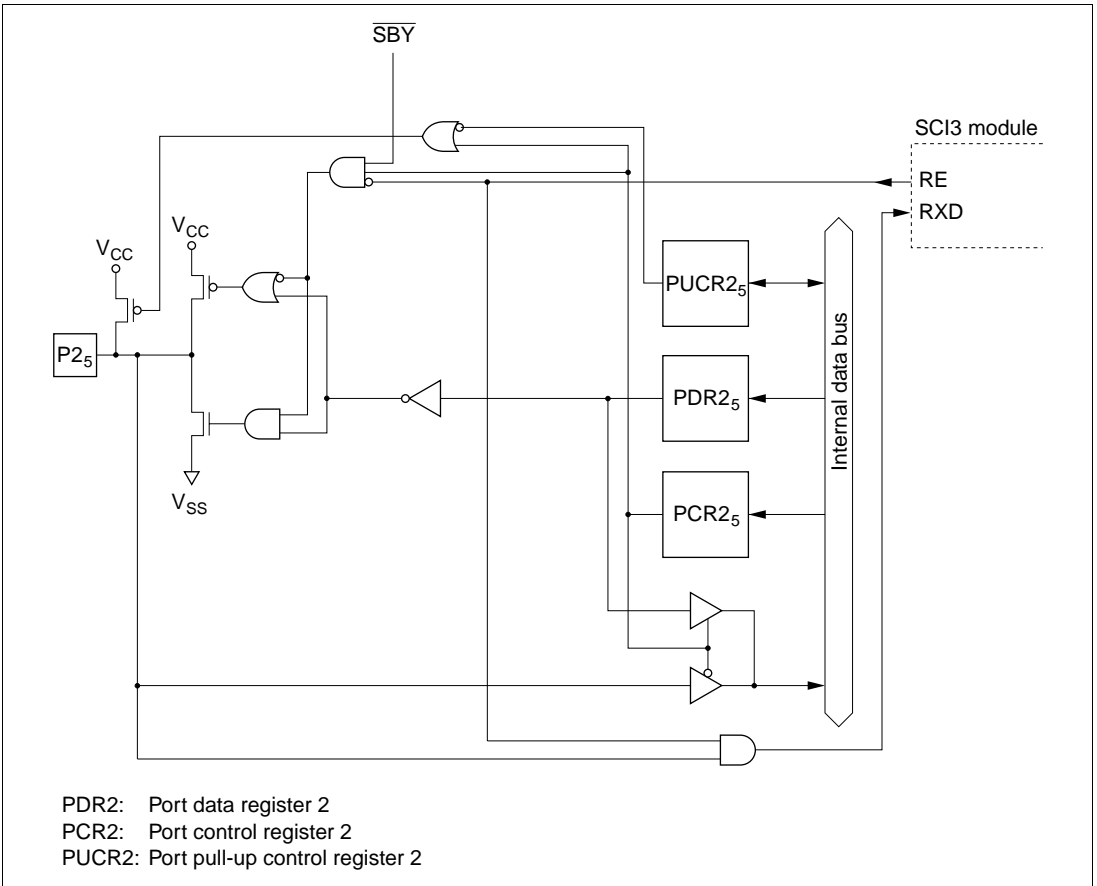 SBY
SCI3 module
RE
RXD
VCC
VCC
PUCR25
P25
PDR25
Internal data bus
VSS
PCR25
PDR2: Port data register 2
PCR2: Port control register 2
PUCR2: Port pull-up control register 2